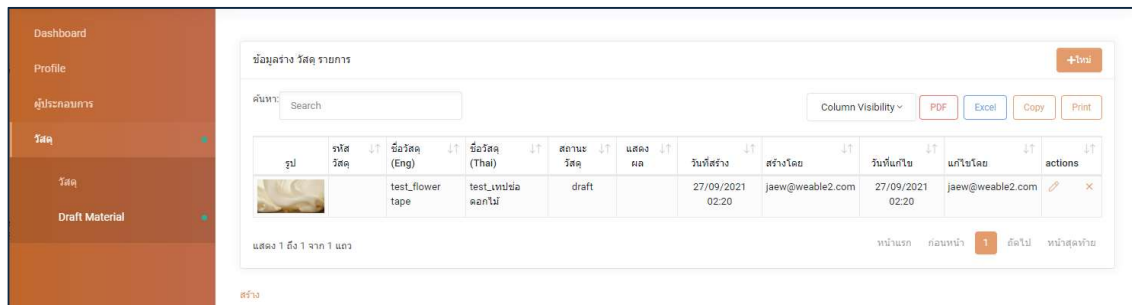 Dashboard
Profile
ผู้ประกอบการ
วัสดุ
วัสดุ
Draft Material
ข้อมูลร่าง วัสดุ รายการ
+ใหม่
ค้นหา:
Search
Column Visibility
PDF
Excel
Copy
Print
รูป
รหัส
วัสดุ
ชื่อวัสดุ
(Eng)
ชื่อวัสดุ
(Thai)
สถานะ
วัสดุ
แสดง
ผล
วันที่สร้าง
สร้างโดย
วันที่แก้ไข
แก้ไขโดย
actions
test_flower
tape
test_เทปช่อ
ดอกไม้
draft
27/09/2021
02:20
jaew@weable2.com
27/09/2021
02:20
jaew@weable2.com
แสดง 1 ถึง 1 จาก 1 แถว
หน้าแรก
ก่อนหน้า
1
ถัดไป
หน้าสุดท้าย
สร้าง